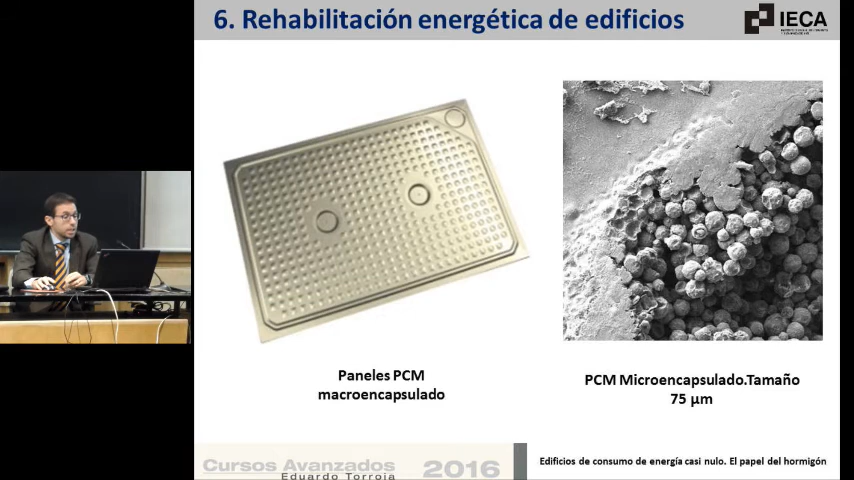 6. Rehabilitación energética de edificios
IECA
Paneles PCM
macroencapsulado
PCM Microencapsulado.Tamaño
75 µm
Cursos Avanzados
Eduardo Torroja
2016
Edificios de consumo de energía casi nulo. El papel del hormigón